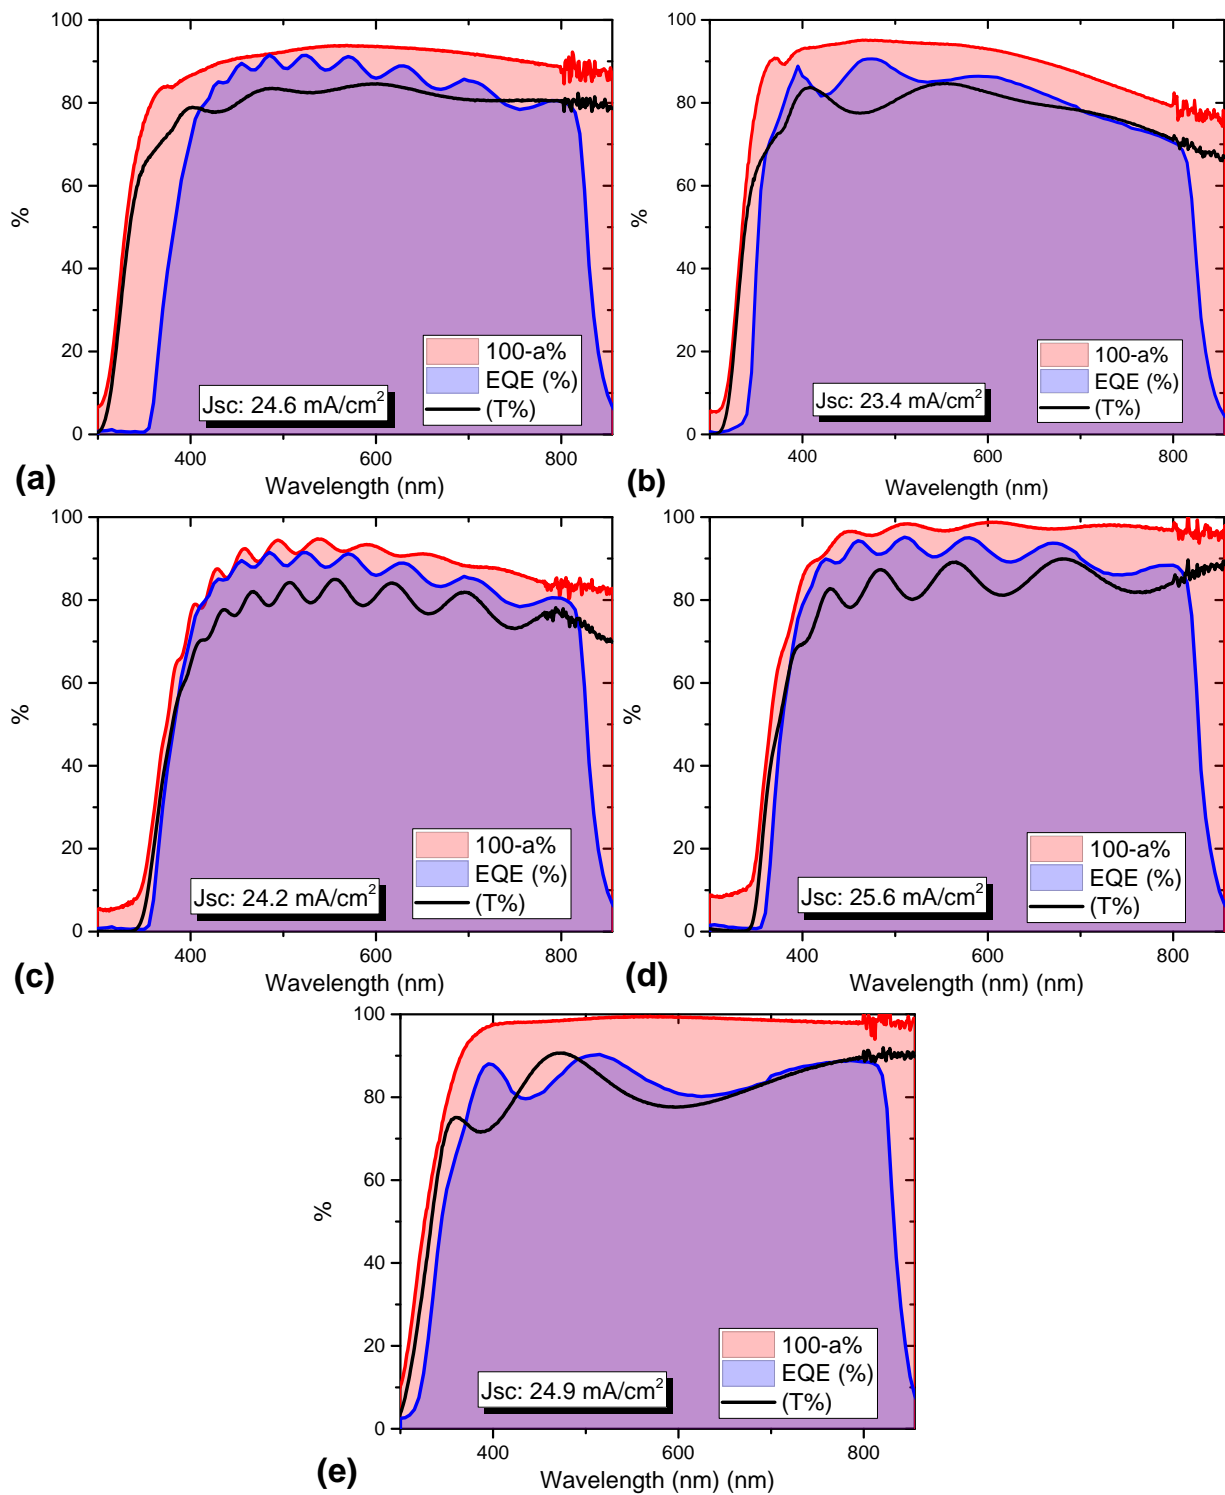 100
80
60
40
20
0
%
400
600
800
Wavelength (nm)
100-a%
EQE (%)
(T%)
Jsc: 24.6 mA/cm²
(a)
100
80
60
40
20
0
%
400
600
800
Wavelength (nm)
100-a%
EQE (%)
(T%)
Jsc: 23.4 mA/cm²
(b)
100
80
60
40
20
0
%
400
600
800
Wavelength (nm)
100-a%
EQE (%)
(T%)
Jsc: 24.2 mA/cm²
(c)
100
80
60
40
20
0
%
400
600
800
Wavelength (nm) (nm)
100-a%
EQE (%)
(T%)
Jsc: 25.6 mA/cm²
(d)
100
80
60
40
20
0
%
400
600
800
Wavelength (nm) (nm)
100-a%
EQE (%)
(T%)
Jsc: 24.9 mA/cm²
(e)